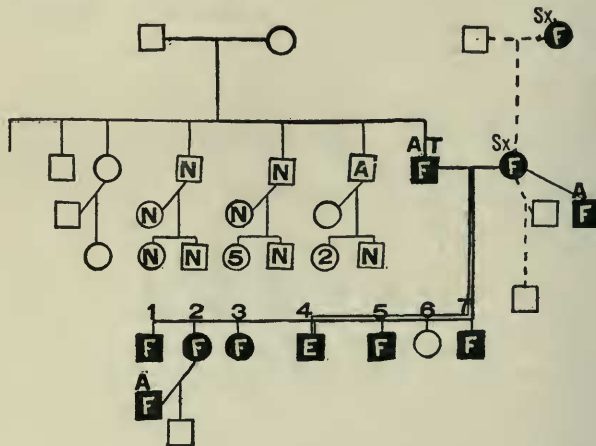 Sx
F
Sx
N N A A T F F A
N N F
N N 5 N 2 N
1 2 3 4 5 6 7
F F F E F F
A
F